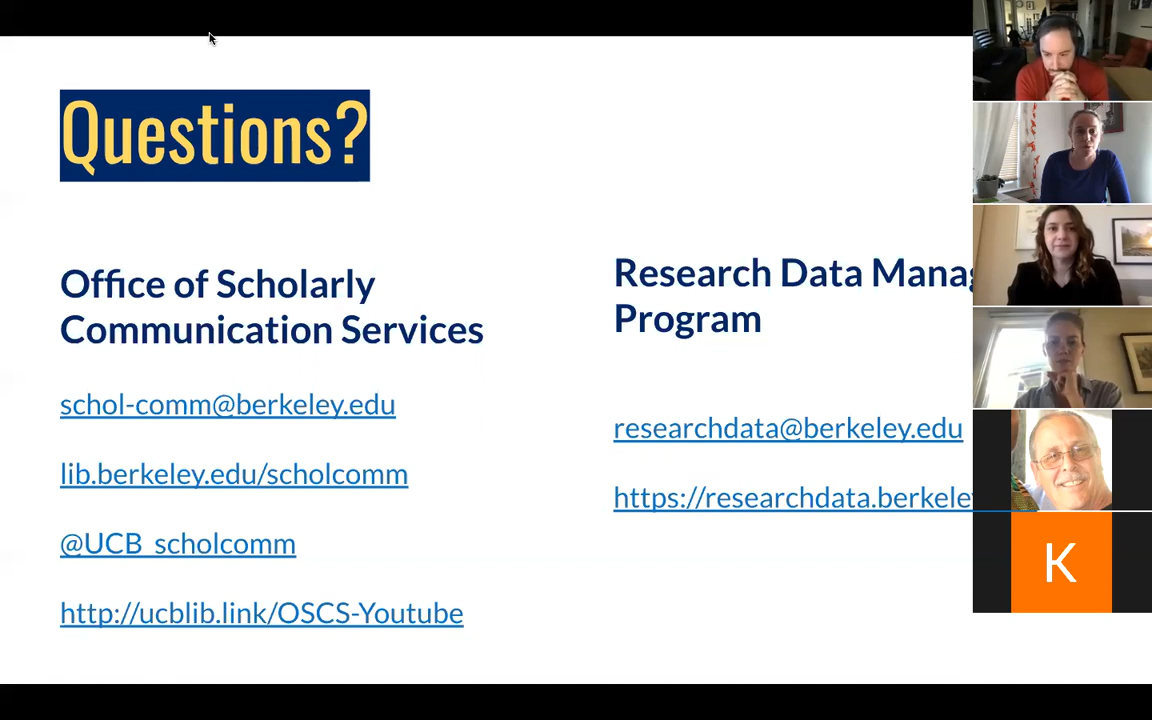 Questions?
Office of Scholarly
Communication Services
schol-comm@berkeley.edu
lib.berkeley.edu/scholcomm
@UCB_scholcomm
http://ucblib.link/OSCS-Youtube
Research Data Manag
Program
researchdata@berkeley.edu
https://researchdata.berkeley
K